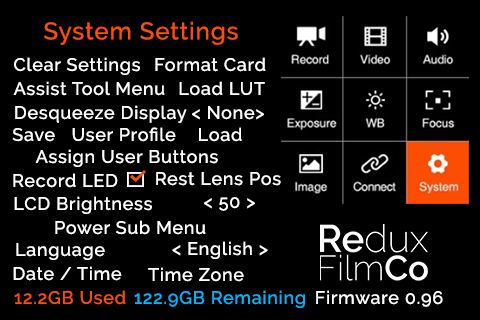 System Settings
Clear Settings Format Card
Assist Tool Menu Load LUT
Desqueeze Display < None>
Save User Profile Load
Assign User Buttons
Record LED Rest Lens Pos
LCD Brightness < 50 >
Power Sub Menu
Language < English >
Date / Time Time Zone
12.2GB Used 122.9GB Remaining Firmware 0.96
Record Video Audio
Exposure WB Focus
Image Connect System
Redux
FilmCo